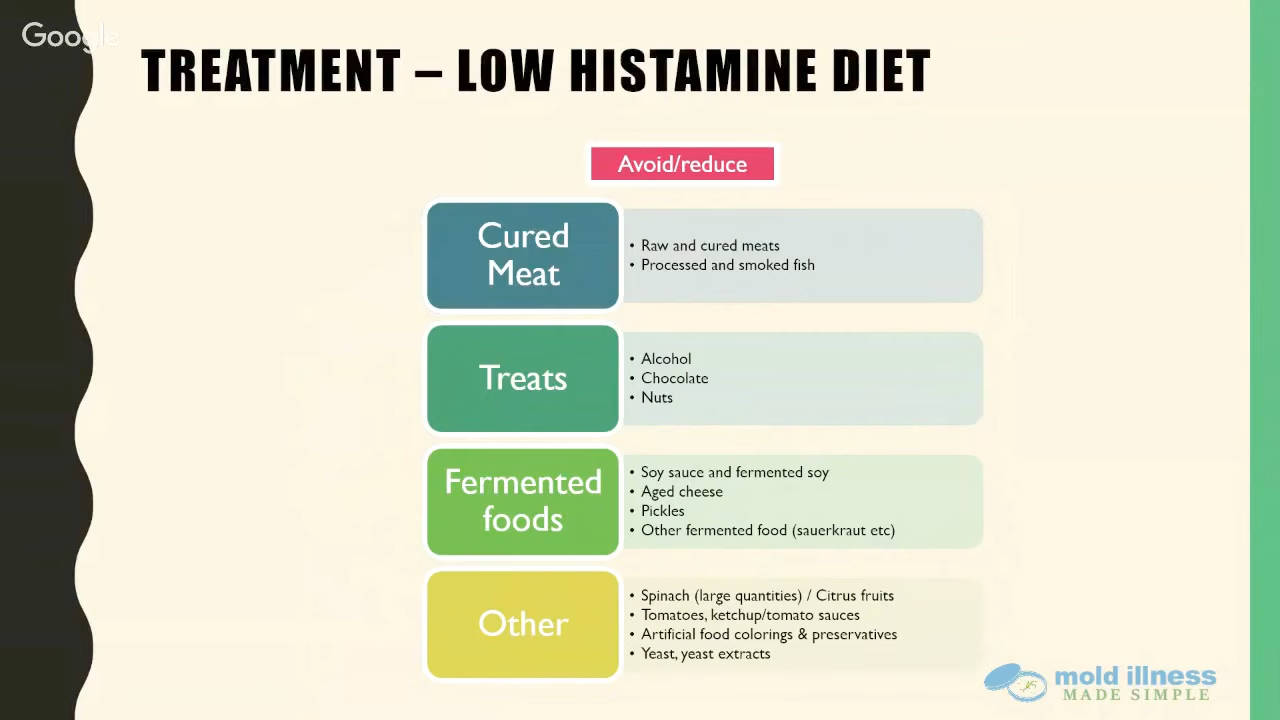 Google
TREATMENT – LOW HISTAMINE DIET
Avoid/reduce
Cured
Meat
• Raw and cured meats
• Processed and smoked fish
Treats
• Alcohol
• Chocolate
• Nuts
Fermented
foods
• Soy sauce and fermented soy
• Aged cheese
• Pickles
• Other fermented food (sauerkraut etc)
Other
• Spinach (large quantities) / Citrus fruits
• Tomatoes, ketchup/tomato sauces
• Artificial food colorings & preservatives
• Yeast, yeast extracts
mold illness
MADE SIMPLE